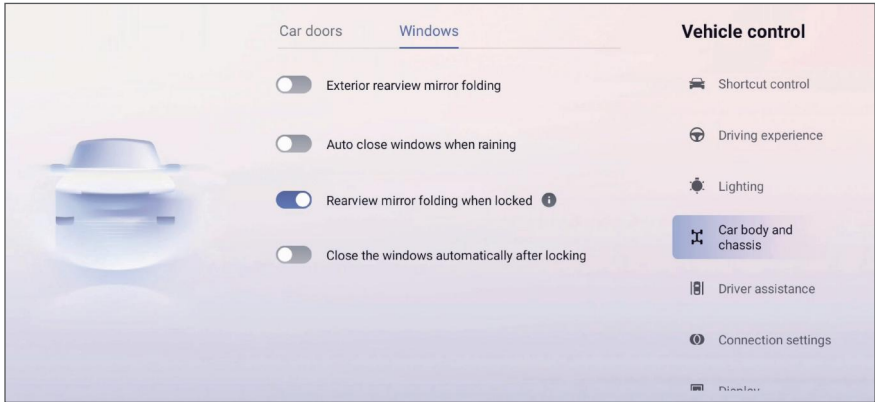 Car doors
Windows
Exterior rearview mirror folding
Auto close windows when raining
Rearview mirror folding when locked
Close the windows automatically after locking
Vehicle control
Shortcut control
Driving experience
Lighting
Car body and
chassis
Driver assistance
Connection settings
Display